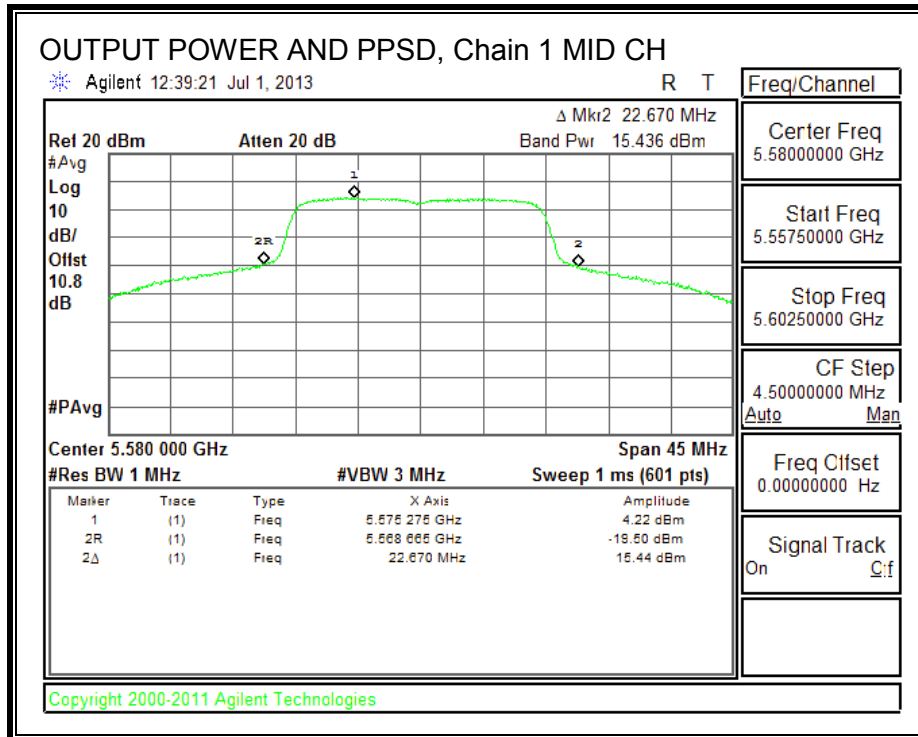 OUTPUT POWER AND PPSD, Chain 1 MID CH
Agilent 12:39:21 Jul 1, 2013
R T
Freq/Channel
Δ Mkr2 22.670 MHz
Ref 20 dBm
Atten 20 dB
Band Pwr 15.436 dBm
#Avg
Log
10
dB/
Offst
10.8
dB
#PAvg
1
2R
2
Center 5.580 000 GHz
Span 45 MHz
#Res BW 1 MHz
#VBW 3 MHz
Sweep 1 ms (601 pts)
Marker Trace Type X Axis Amplitude
1 (1) Freq 5.575 275 GHz 4.22 dBm
2R (1) Freq 5.568 665 GHz -19.50 dBm
2Δ (1) Freq 22.670 MHz 15.44 dBm
Center Freq
5.58000000 GHz
Start Freq
5.55750000 GHz
Stop Freq
5.60250000 GHz
CF Step
4.50000000 MHz
Auto Man
Freq Offset
0.00000000 Hz
Signal Track
On Off
Copyright 2000-2011 Agilent Technologies